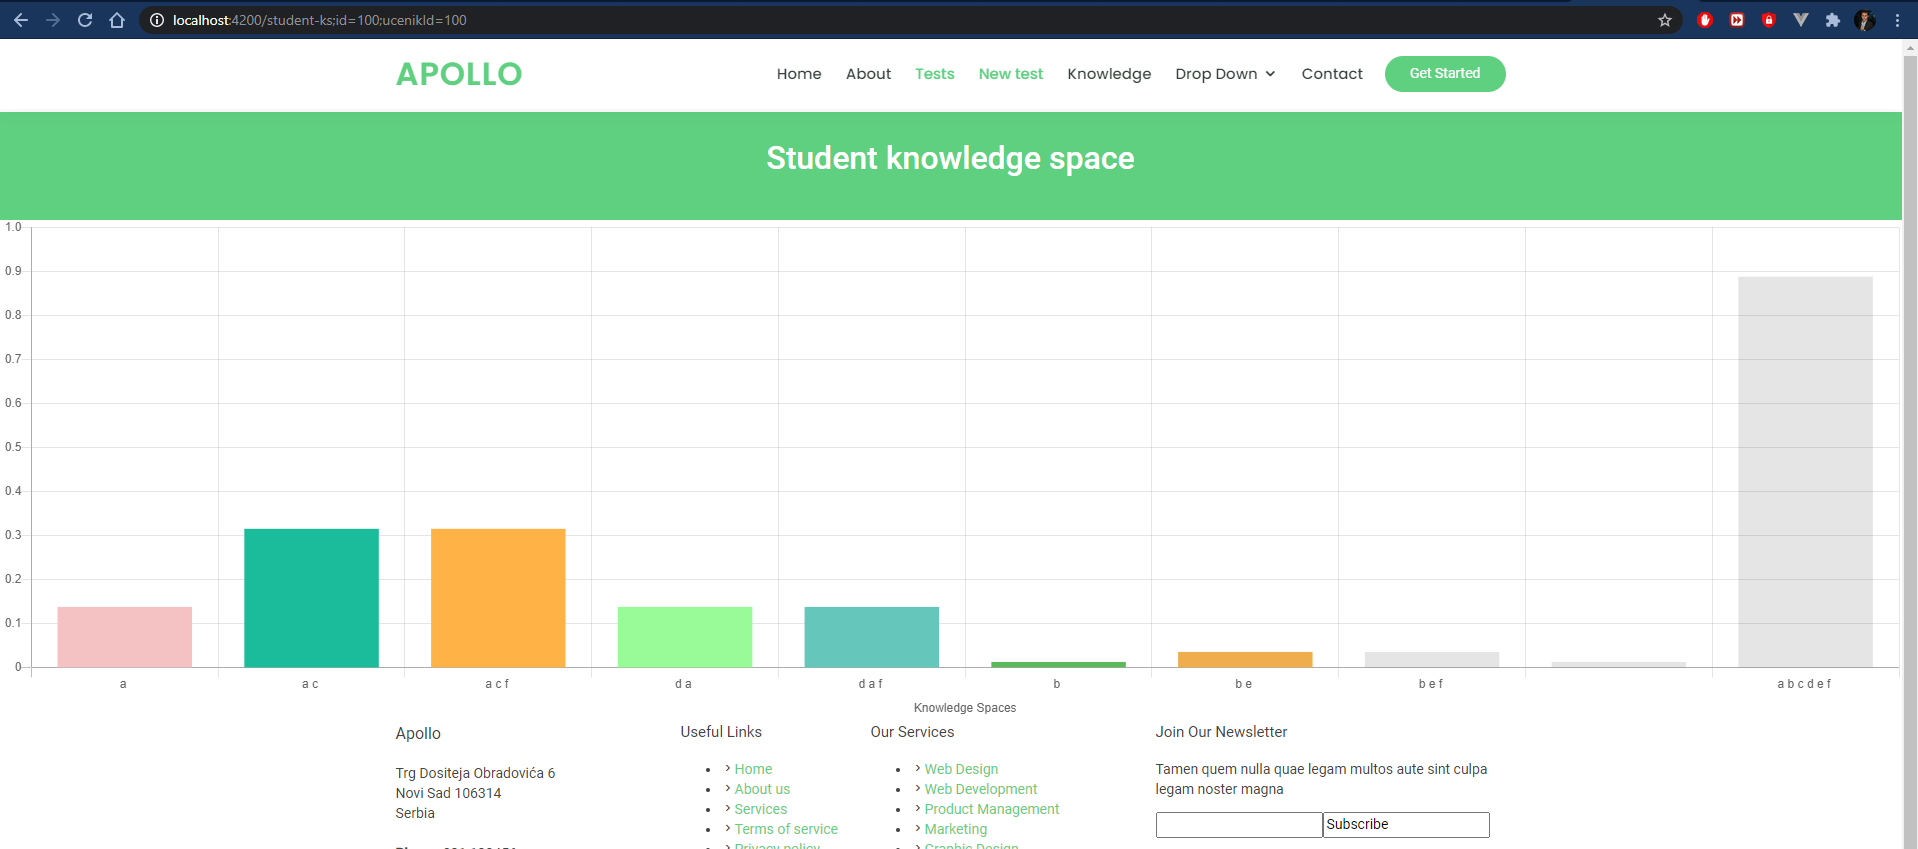 localhost:4200/student-ks;id=100;ucenikId=100
APOLLO
Home About Tests New test Knowledge Drop Down Contact Get Started
Student knowledge space
1.0
0.9
0.8
0.7
0.6
0.5
0.4
0.3
0.2
0.1
0
a a c a c f d a d a f b b e b e f a b c d e f
Knowledge Spaces
Apollo
Trg Dositeja Obradovića 6
Novi Sad 106314
Serbia
Useful Links
Home
About us
Services
Terms of service
Privacy policy
Our Services
Web Design
Web Development
Product Management
Marketing
Graphic Design
Join Our Newsletter
Tamen quem nulla quae legam multos aute sint culpa
legam noster magna
Subscribe